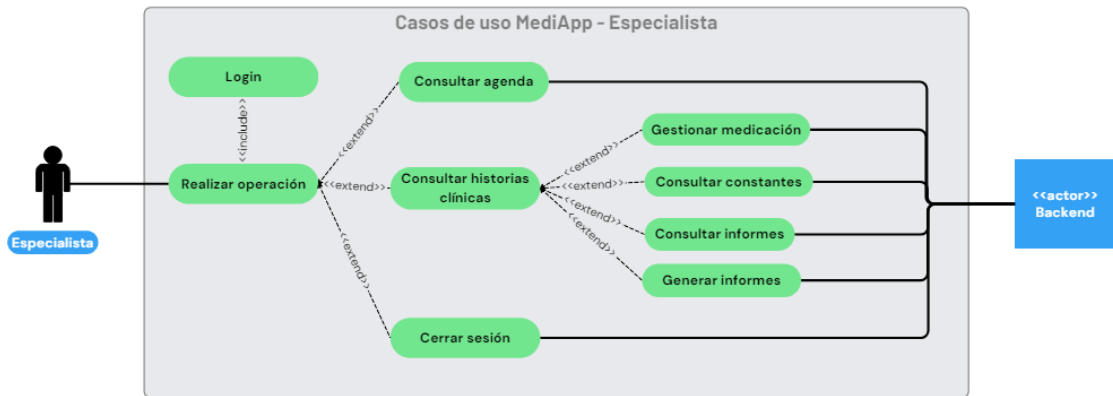 Casos de uso MediApp - Especialista
Login
<<include>>
Realizar operación
Especialista
<<extend>>
<<extend>>
<<extend>>
Consultar agenda
Consultar historias
clínicas
Cerrar sesión
<<extend>>
<<extend>>
<<extend>>
<<extend>>
Gestionar medicación
Consultar constantes
Consultar informes
Generar informes
<<actor>>
Backend